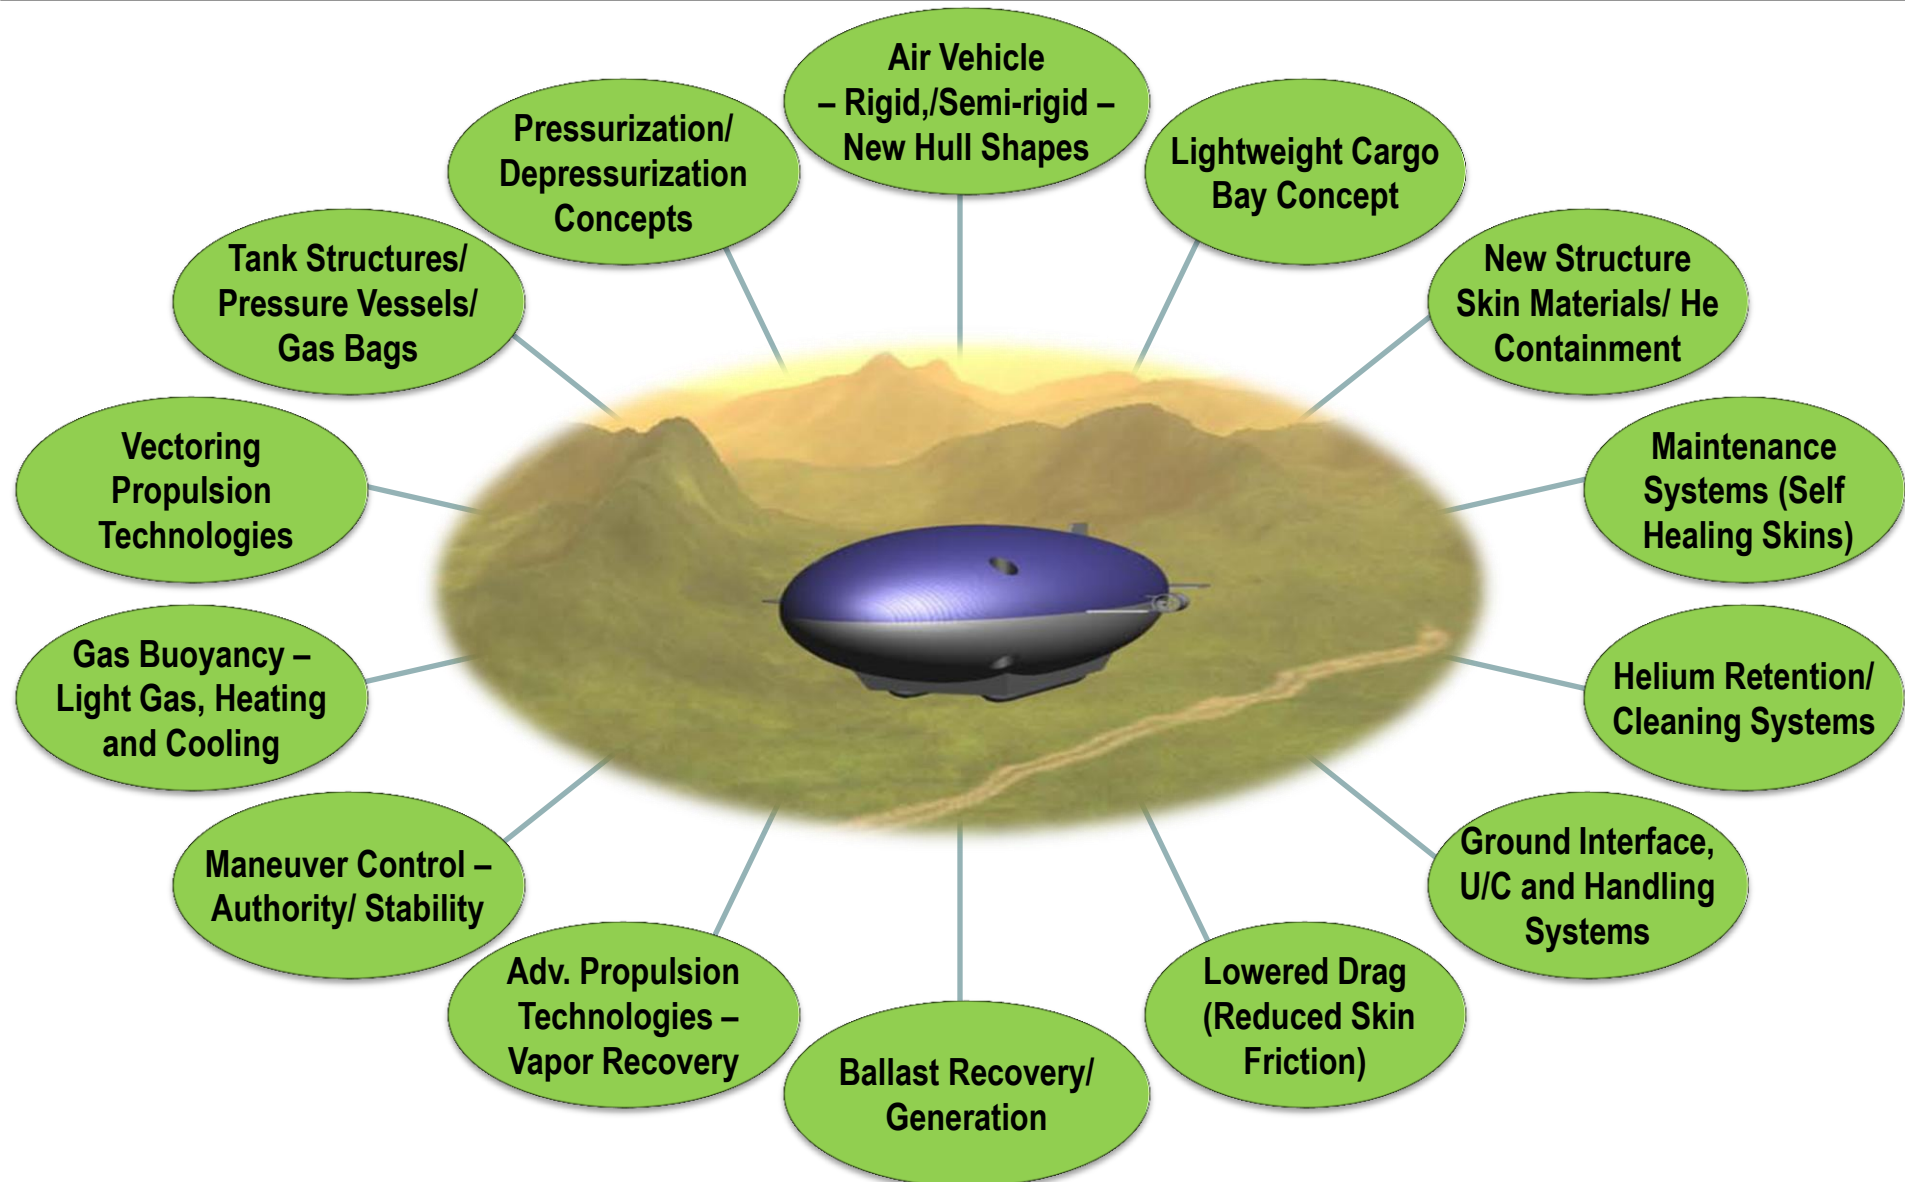 Air Vehicle
– Rigid,/Semi-rigid –
New Hull Shapes
Lightweight Cargo
Bay Concept
New Structure
Skin Materials/ He
Containment
Maintenance
Systems (Self
Healing Skins)
Helium Retention/
Cleaning Systems
Ground Interface,
U/C and Handling
Systems
Lowered Drag
(Reduced Skin
Friction)
Ballast Recovery/
Generation
Adv. Propulsion
Technologies –
Vapor Recovery
Maneuver Control –
Authority/ Stability
Gas Buoyancy –
Light Gas, Heating
and Cooling
Vectoring
Propulsion
Technologies
Tank Structures/
Pressure Vessels/
Gas Bags
Pressurization/
Depressurization
Concepts